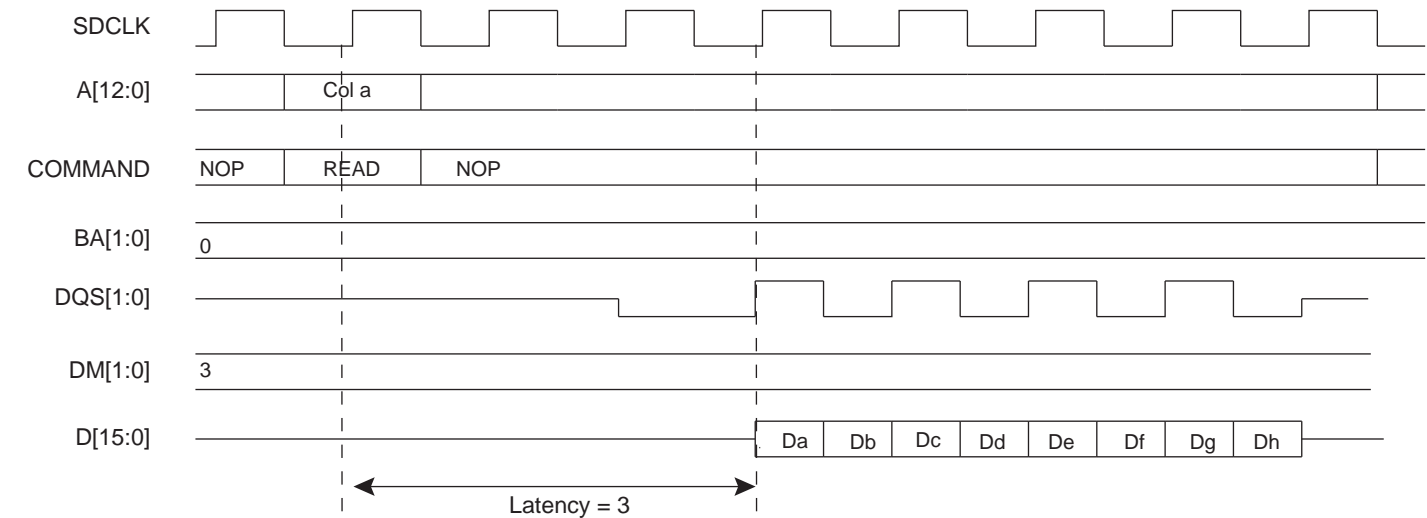 SDCLK
A[12:0] Col a
COMMAND NOP READ NOP
BA[1:0] 0
DQS[1:0]
DM[1:0] 3
D[15:0] Da Db Dc Dd De Df Dg Dh
Latency = 3